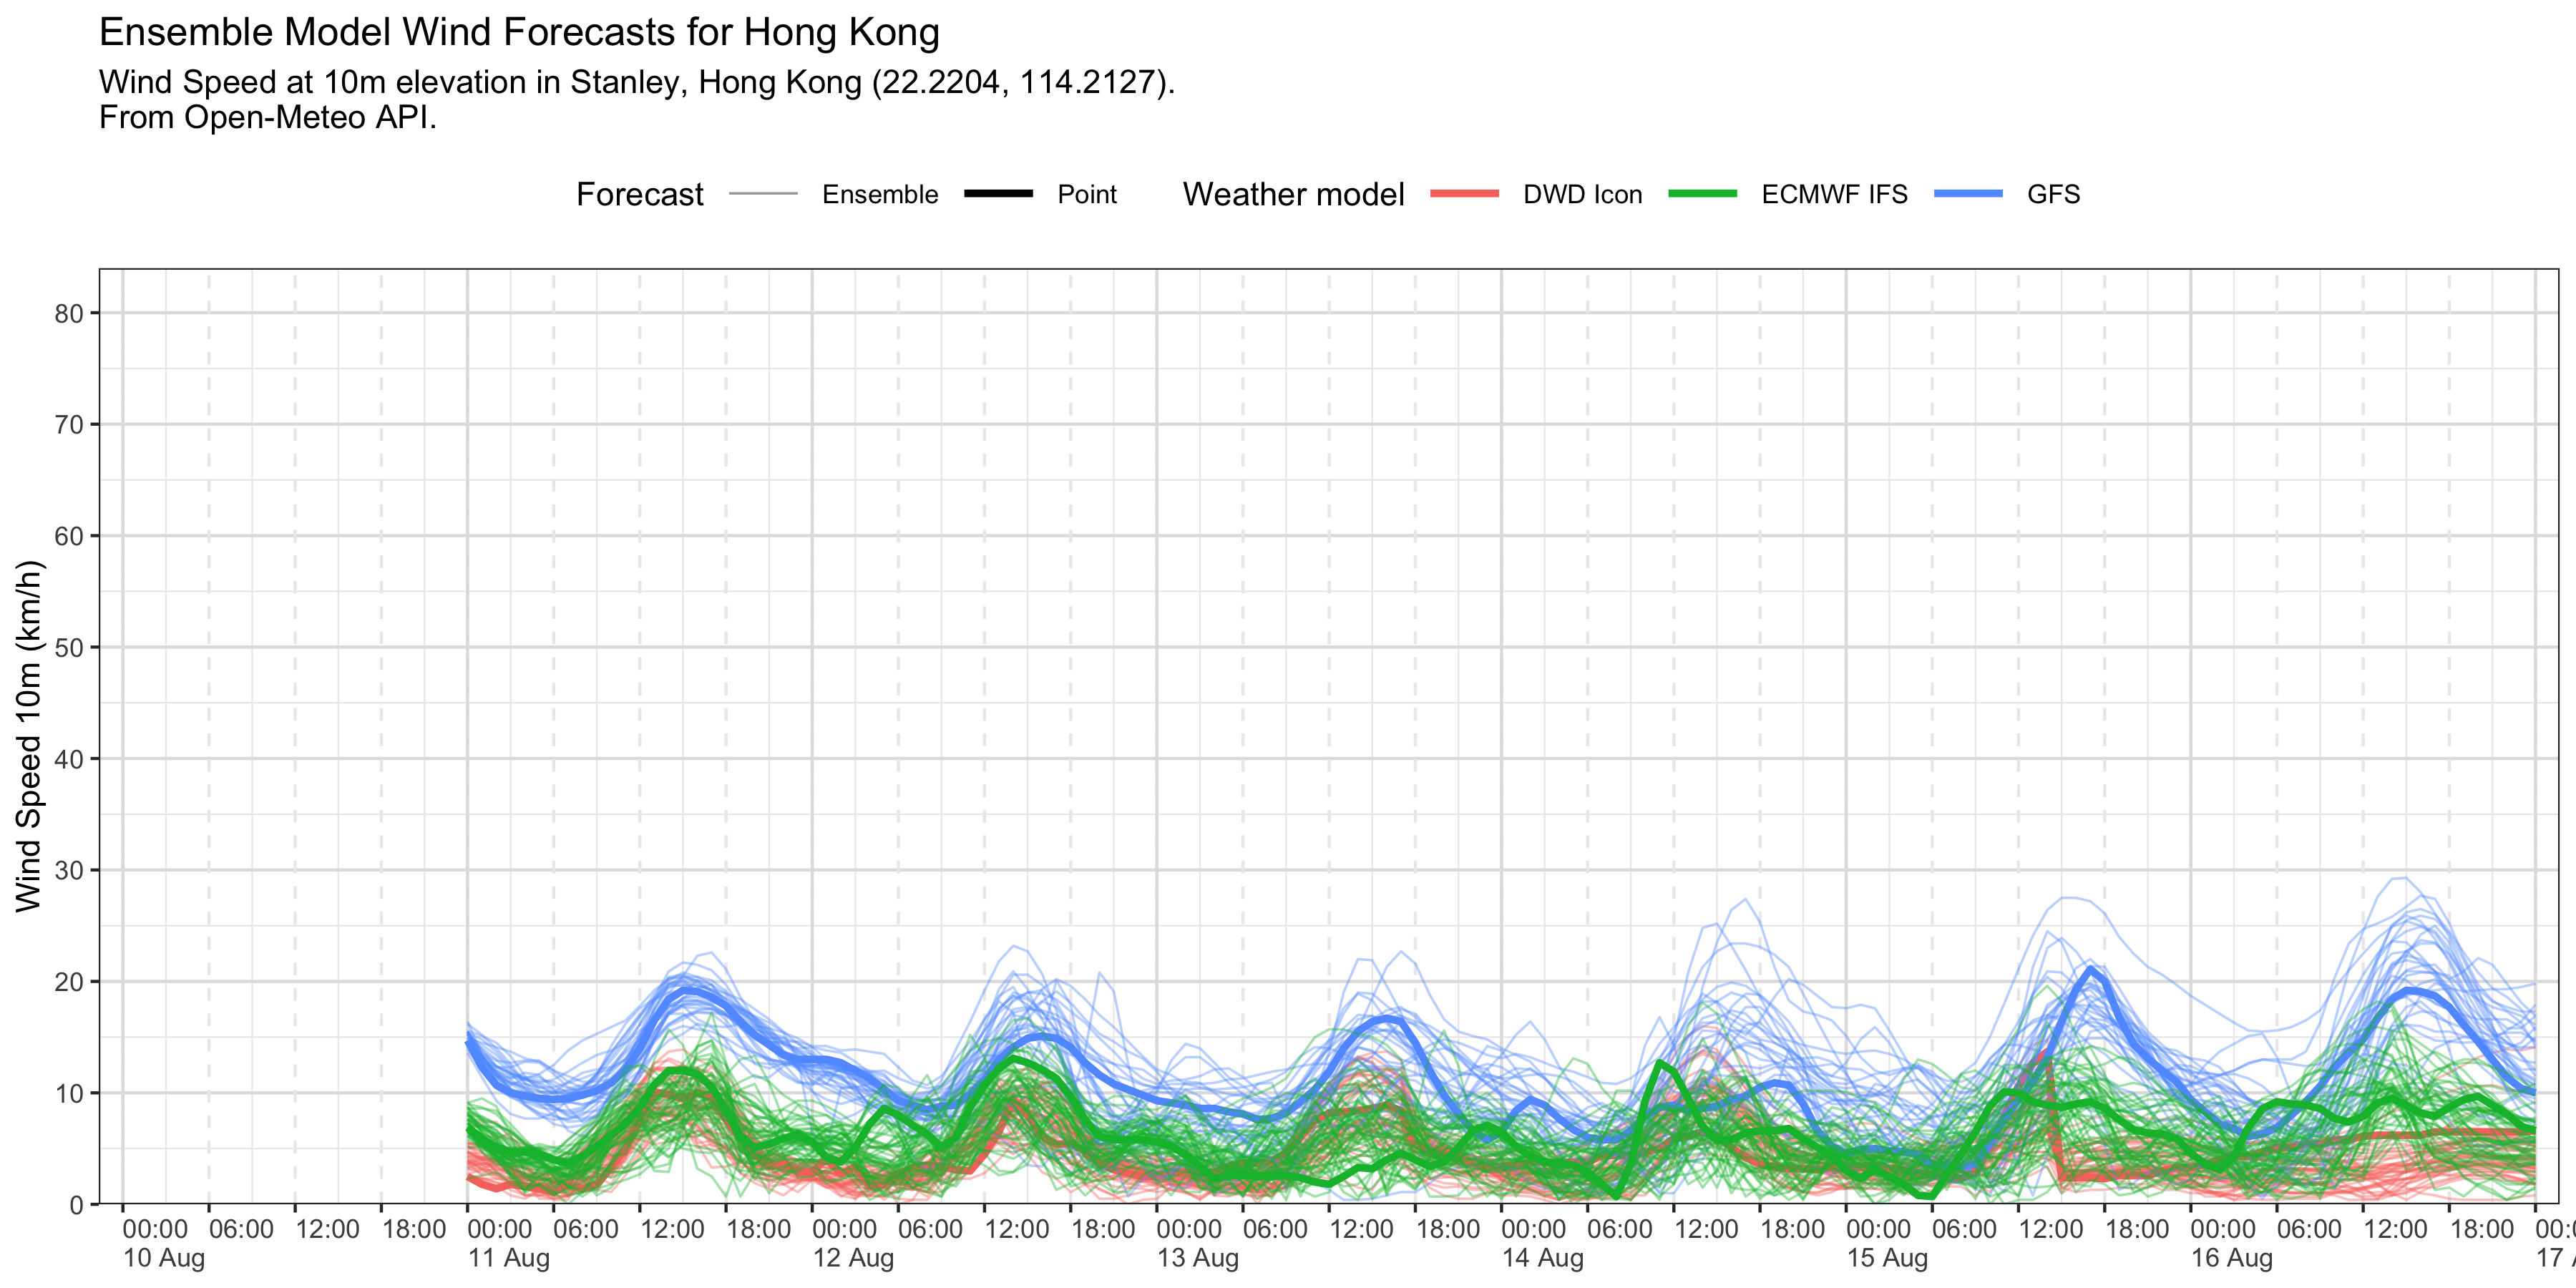 Ensemble Model Wind Forecasts for Hong Kong
Wind Speed at 10m elevation in Stanley, Hong Kong (22.2204, 114.2127).
From Open-Meteo API.
Forecast Ensemble Point Weather model DWD Icon ECMWF IFS GFS
Wind Speed 10m (km/h)
80
70
60
50
40
30
20
10
0
00:00 06:00 12:00 18:00 00:00 06:00 12:00 18:00 00:00 06:00 12:00 18:00 00:00 06:00 12:00 18:00 00:00 06:00 12:00 18:00 00:00 06:00 12:00 18:00 00:00 06:00 12:00 18:00 00:0
10 Aug 11 Aug 12 Aug 13 Aug 14 Aug 15 Aug 16 Aug 17